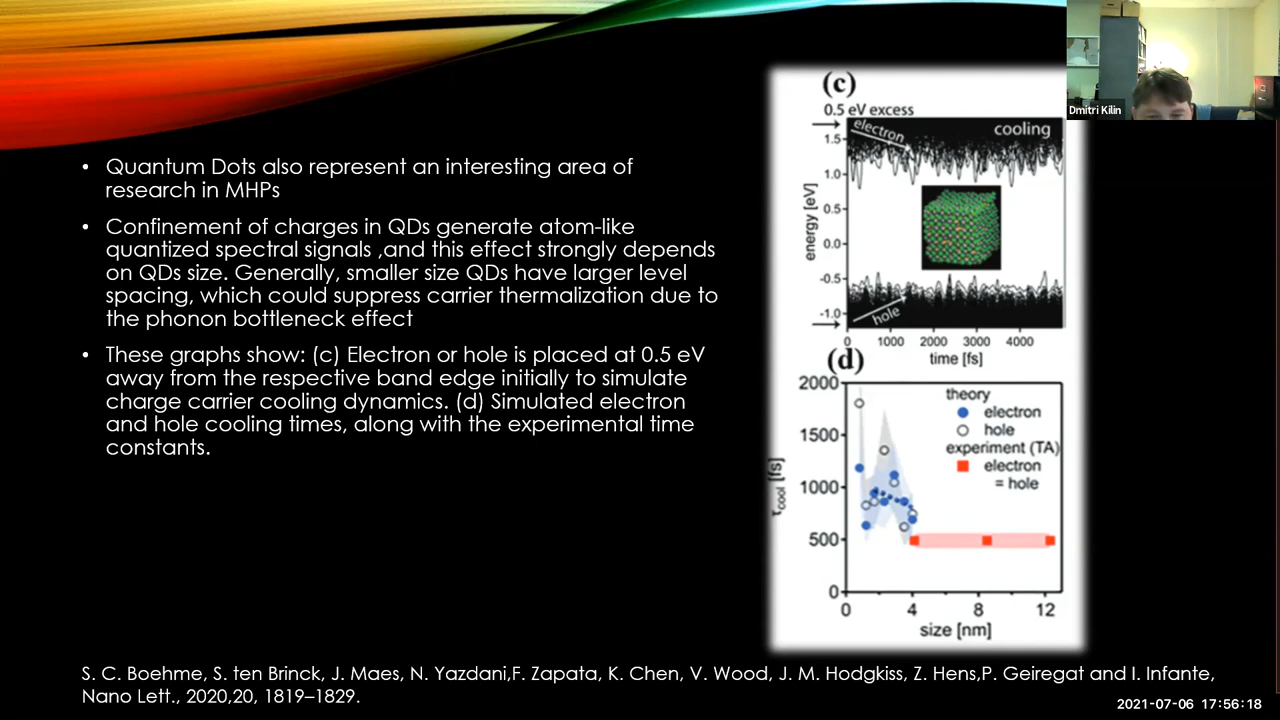 Dmitri Kilin
• Quantum Dots also represent an interesting area of
research in MHPs
• Confinement of charges in QDs generate atom-like
quantized spectral signals ,and this effect strongly depends
on QDs size. Generally, smaller size QDs have larger level
spacing, which could suppress carrier thermalization due to
the phonon bottleneck effect
• These graphs show: (c) Electron or hole is placed at 0.5 eV
away from the respective band edge initially to simulate
charge carrier cooling dynamics. (d) Simulated electron
and hole cooling times, along with the experimental time
constants.
(c)
0.5 eV excess
electron
cooling
1.5
1.0
0.5
0.0
-0.5
-1.0
energy [eV]
hole
0 1000 2000 3000 4000
time [fs]
(d)
2000
1500
1000
500
0
τcool [fs]
theory
electron
hole
experiment (TA)
electron
= hole
0 4 8 12
size [nm]
S. C. Boehme, S. ten Brinck, J. Maes, N. Yazdani,F. Zapata, K. Chen, V. Wood, J. M. Hodgkiss, Z. Hens,P. Geiregat and I. Infante,
Nano Lett., 2020,20, 1819–1829.
2021-07-06 17:56:18